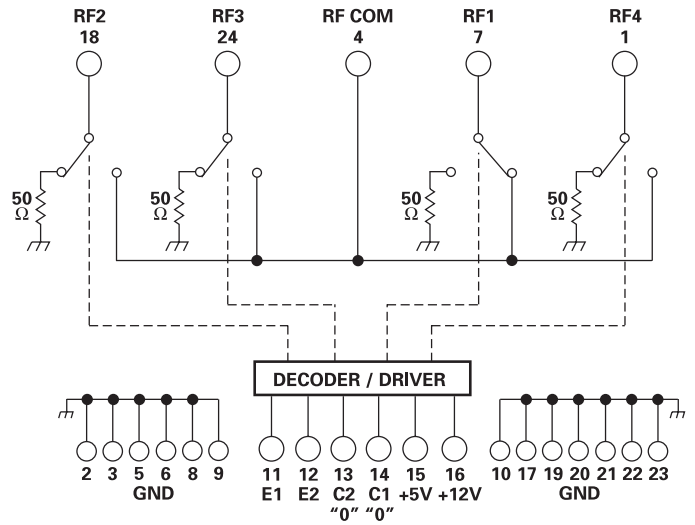 RF2 RF3 RF COM RF1 RF4
18 24 4 7 1
50 Ω 50 Ω 50 Ω 50 Ω
DECODER / DRIVER
2 3 5 6 8 9
GND
11 12 13 14 15 16
E1 E2 C2 C1 +5V +12V
“0” “0”
10 17 19 20 21 22 23
GND